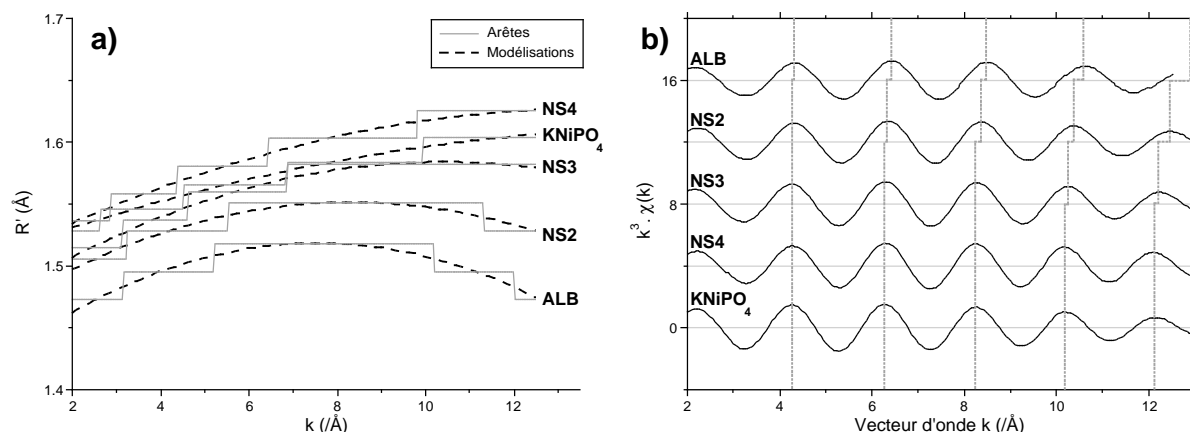 a)
1.7
1.6
1.5
1.4
R' (Å)
Arêtes
Modélisations
NS4
KNiPO4
NS3
NS2
ALB
2
4
6
8
10
12
k (/Å)
b)
16
8
0
k3. χ(k)
ALB
NS2
NS3
NS4
KNiPO4
2
4
6
8
10
12
Vecteur d'onde k (/Å)